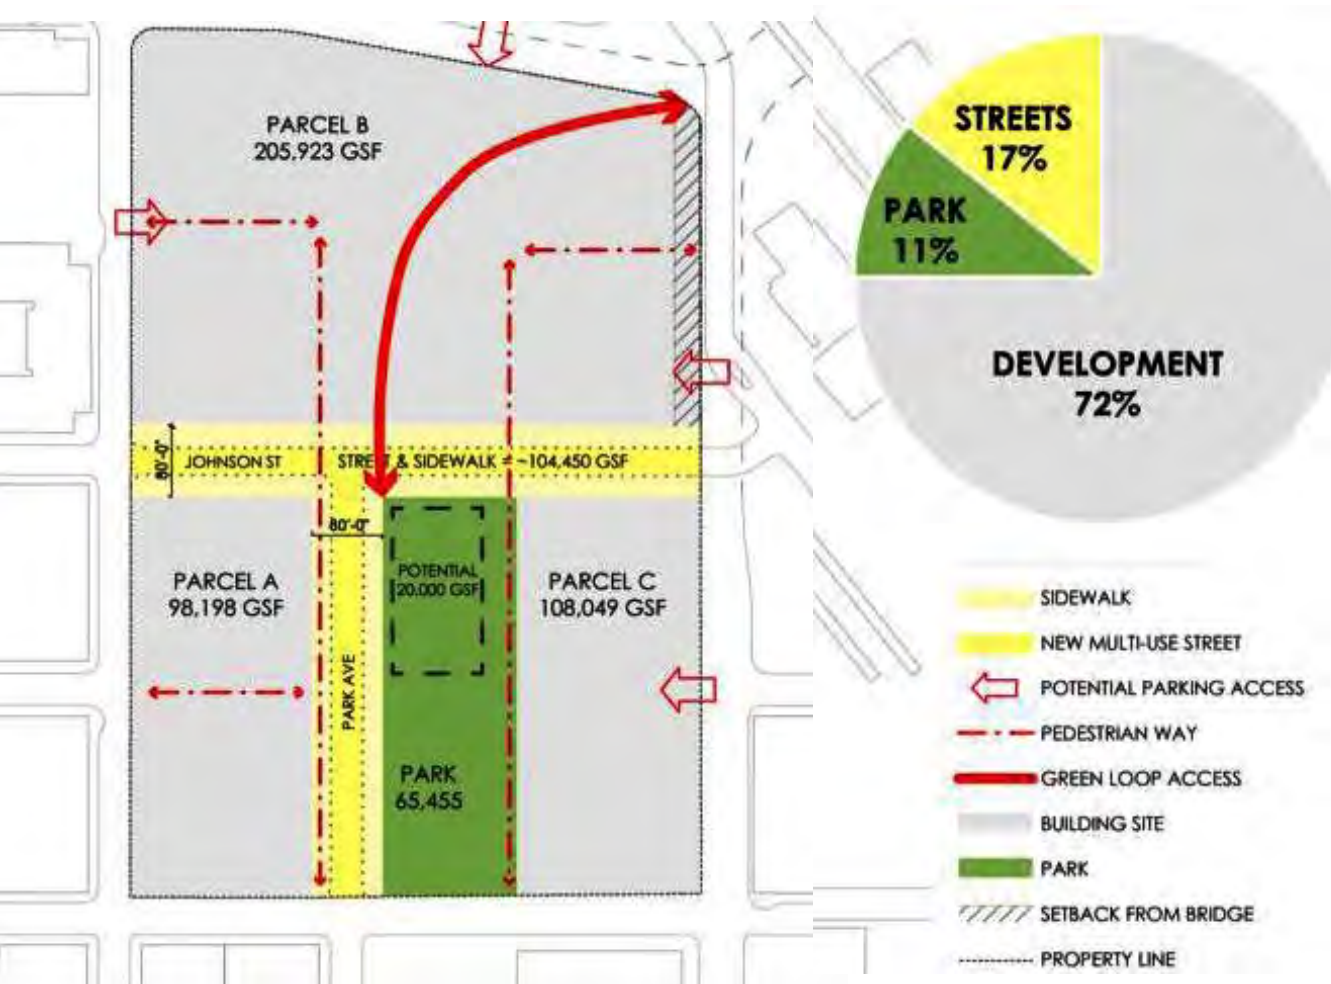 PARCEL B
205,923 GSF
80'-0"
JOHNSON ST
STREET & SIDEWALK = ~104,450 GSF
80'-0"
PARCEL A
98,198 GSF
POTENTIAL
20,000 GSF
PARCEL C
108,049 GSF
PARK AVE
PARK
65,455
STREETS
17%
PARK
11%
DEVELOPMENT
72%
SIDEWALK
NEW MULTI-USE STREET
POTENTIAL PARKING ACCESS
PEDESTRIAN WAY
GREEN LOOP ACCESS
BUILDING SITE
PARK
SETBACK FROM BRIDGE
PROPERTY LINE